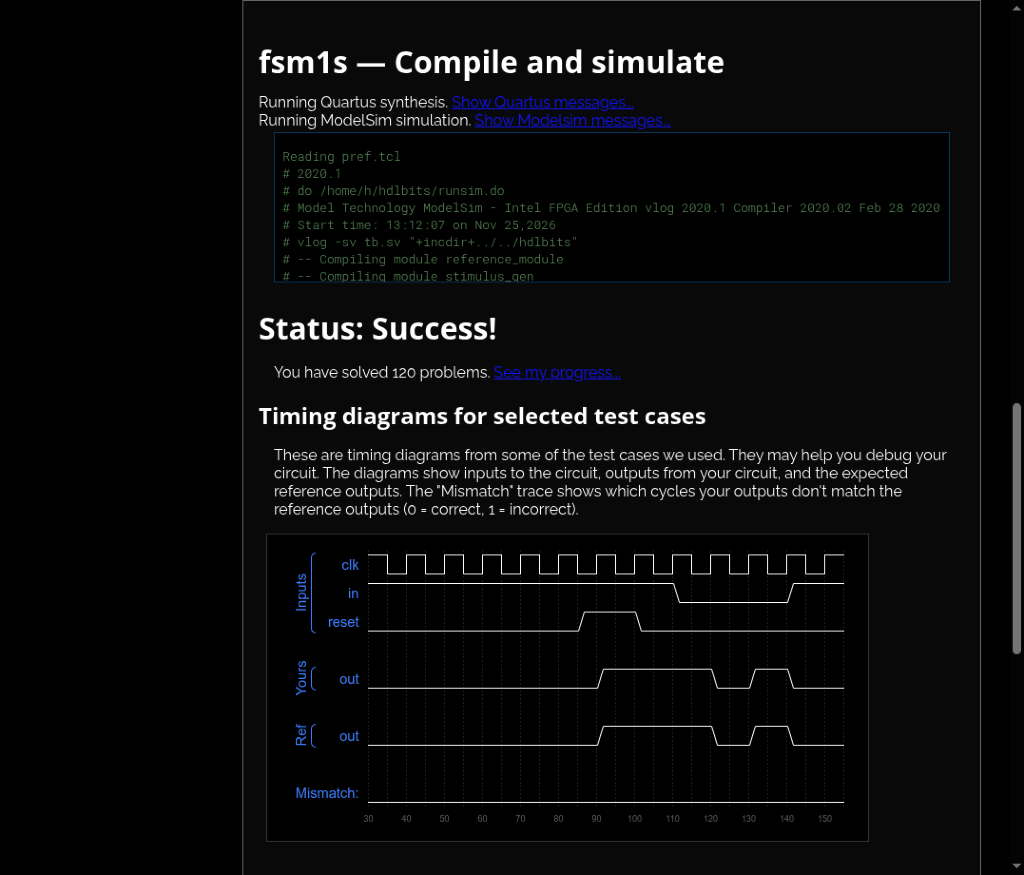 fsm1s — Compile and simulate
Running Quartus synthesis. Show Quartus messages...
Running ModelSim simulation. Show Modelsim messages...
Reading pref.tcl
# 2020.1
# do /home/h/hdlbits/runsim.do
# Model Technology ModelSim - Intel FPGA Edition vlog 2020.1 Compiler 2020.02 Feb 28 2020
# Start time: 13:12:07 on Nov 25,2026
# vlog -sv tb.sv "+incdir+../../hdlbits"
# -- Compiling module reference_module
# -- Compiling module stimulus_gen
Status: Success!
You have solved 120 problems. See my progress...
Timing diagrams for selected test cases
These are timing diagrams from some of the test cases we used. They may help you debug your
circuit. The diagrams show inputs to the circuit, outputs from your circuit, and the expected
reference outputs. The "Mismatch" trace shows which cycles your outputs don't match the
reference outputs (0 = correct, 1 = incorrect).
Inputs
clk
in
reset
Yours
out
Ref
out
Mismatch:
30 40 50 60 70 80 90 100 110 120 130 140 150